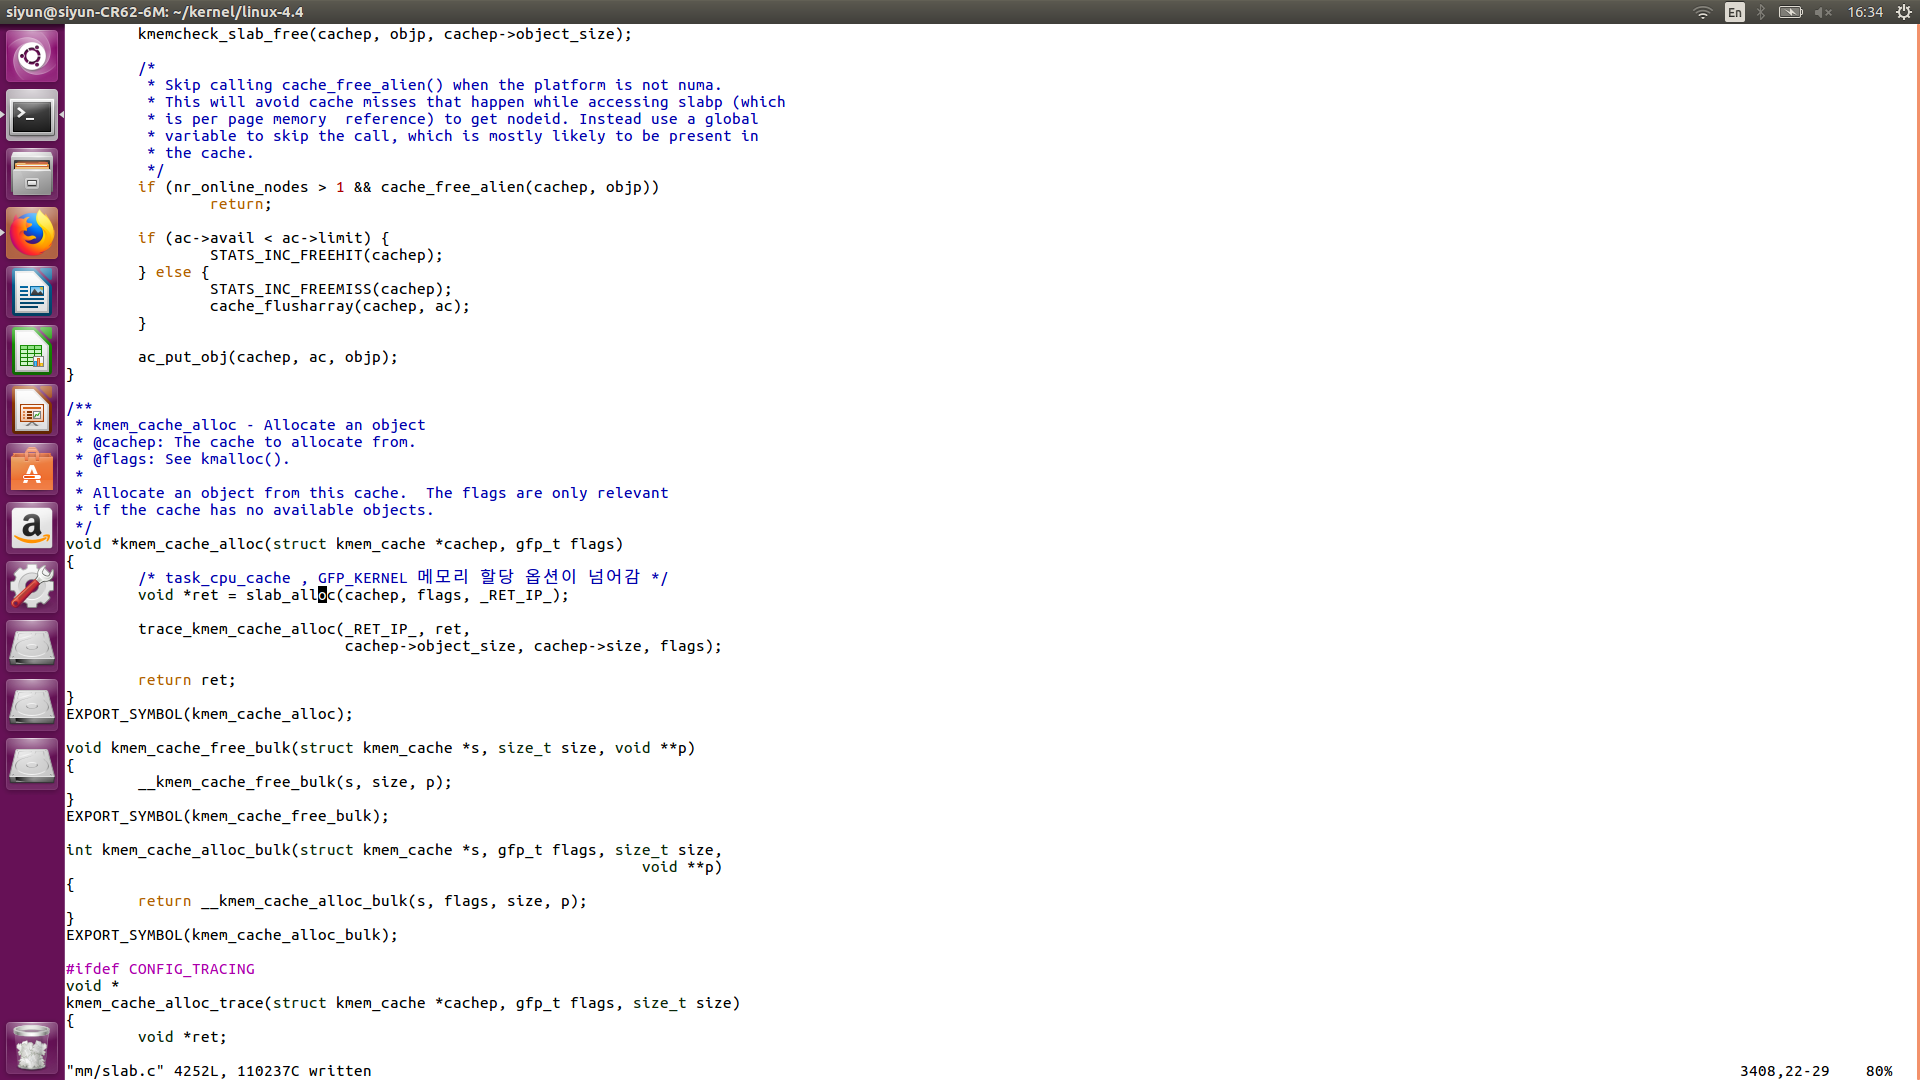 siyun@siyun-CR62-6M: ~/kernel/linux-4.4
En
16:34
kmemcheck_slab_free(cachep, objp, cachep->object_size);
/*
* Skip calling cache_free_alien() when the platform is not numa.
* This will avoid cache misses that happen while accessing slabp (which
* is per page memory  reference) to get nodeid. Instead use a global
* variable to skip the call, which is mostly likely to be present in
* the cache.
*/
if (nr_online_nodes > 1 && cache_free_alien(cachep, objp))
return;
if (ac->avail < ac->limit) {
STATS_INC_FREEHIT(cachep);
} else {
STATS_INC_FREEMISS(cachep);
cache_flusharray(cachep, ac);
}
ac_put_obj(cachep, ac, objp);
}
/**
* kmem_cache_alloc - Allocate an object
* @cachep: The cache to allocate from.
* @flags: See kmalloc().
*
* Allocate an object from this cache.  The flags are only relevant
* if the cache has no available objects.
*/
void *kmem_cache_alloc(struct kmem_cache *cachep, gfp_t flags)
{
/* task_cpu_cache , GFP_KERNEL 메모리 할당 옵션이 넘어감 */
void *ret = slab_alloc(cachep, flags, _RET_IP_);
trace_kmem_cache_alloc(_RET_IP_, ret,
cachep->object_size, cachep->size, flags);
return ret;
}
EXPORT_SYMBOL(kmem_cache_alloc);
void kmem_cache_free_bulk(struct kmem_cache *s, size_t size, void **p)
{
__kmem_cache_free_bulk(s, size, p);
}
EXPORT_SYMBOL(kmem_cache_free_bulk);
int kmem_cache_alloc_bulk(struct kmem_cache *s, gfp_t flags, size_t size,
void **p)
{
return __kmem_cache_alloc_bulk(s, flags, size, p);
}
EXPORT_SYMBOL(kmem_cache_alloc_bulk);
#ifdef CONFIG_TRACING
void *
kmem_cache_alloc_trace(struct kmem_cache *cachep, gfp_t flags, size_t size)
{
void *ret;
"mm/slab.c" 4252L, 110237C written
3408,22-29
80%